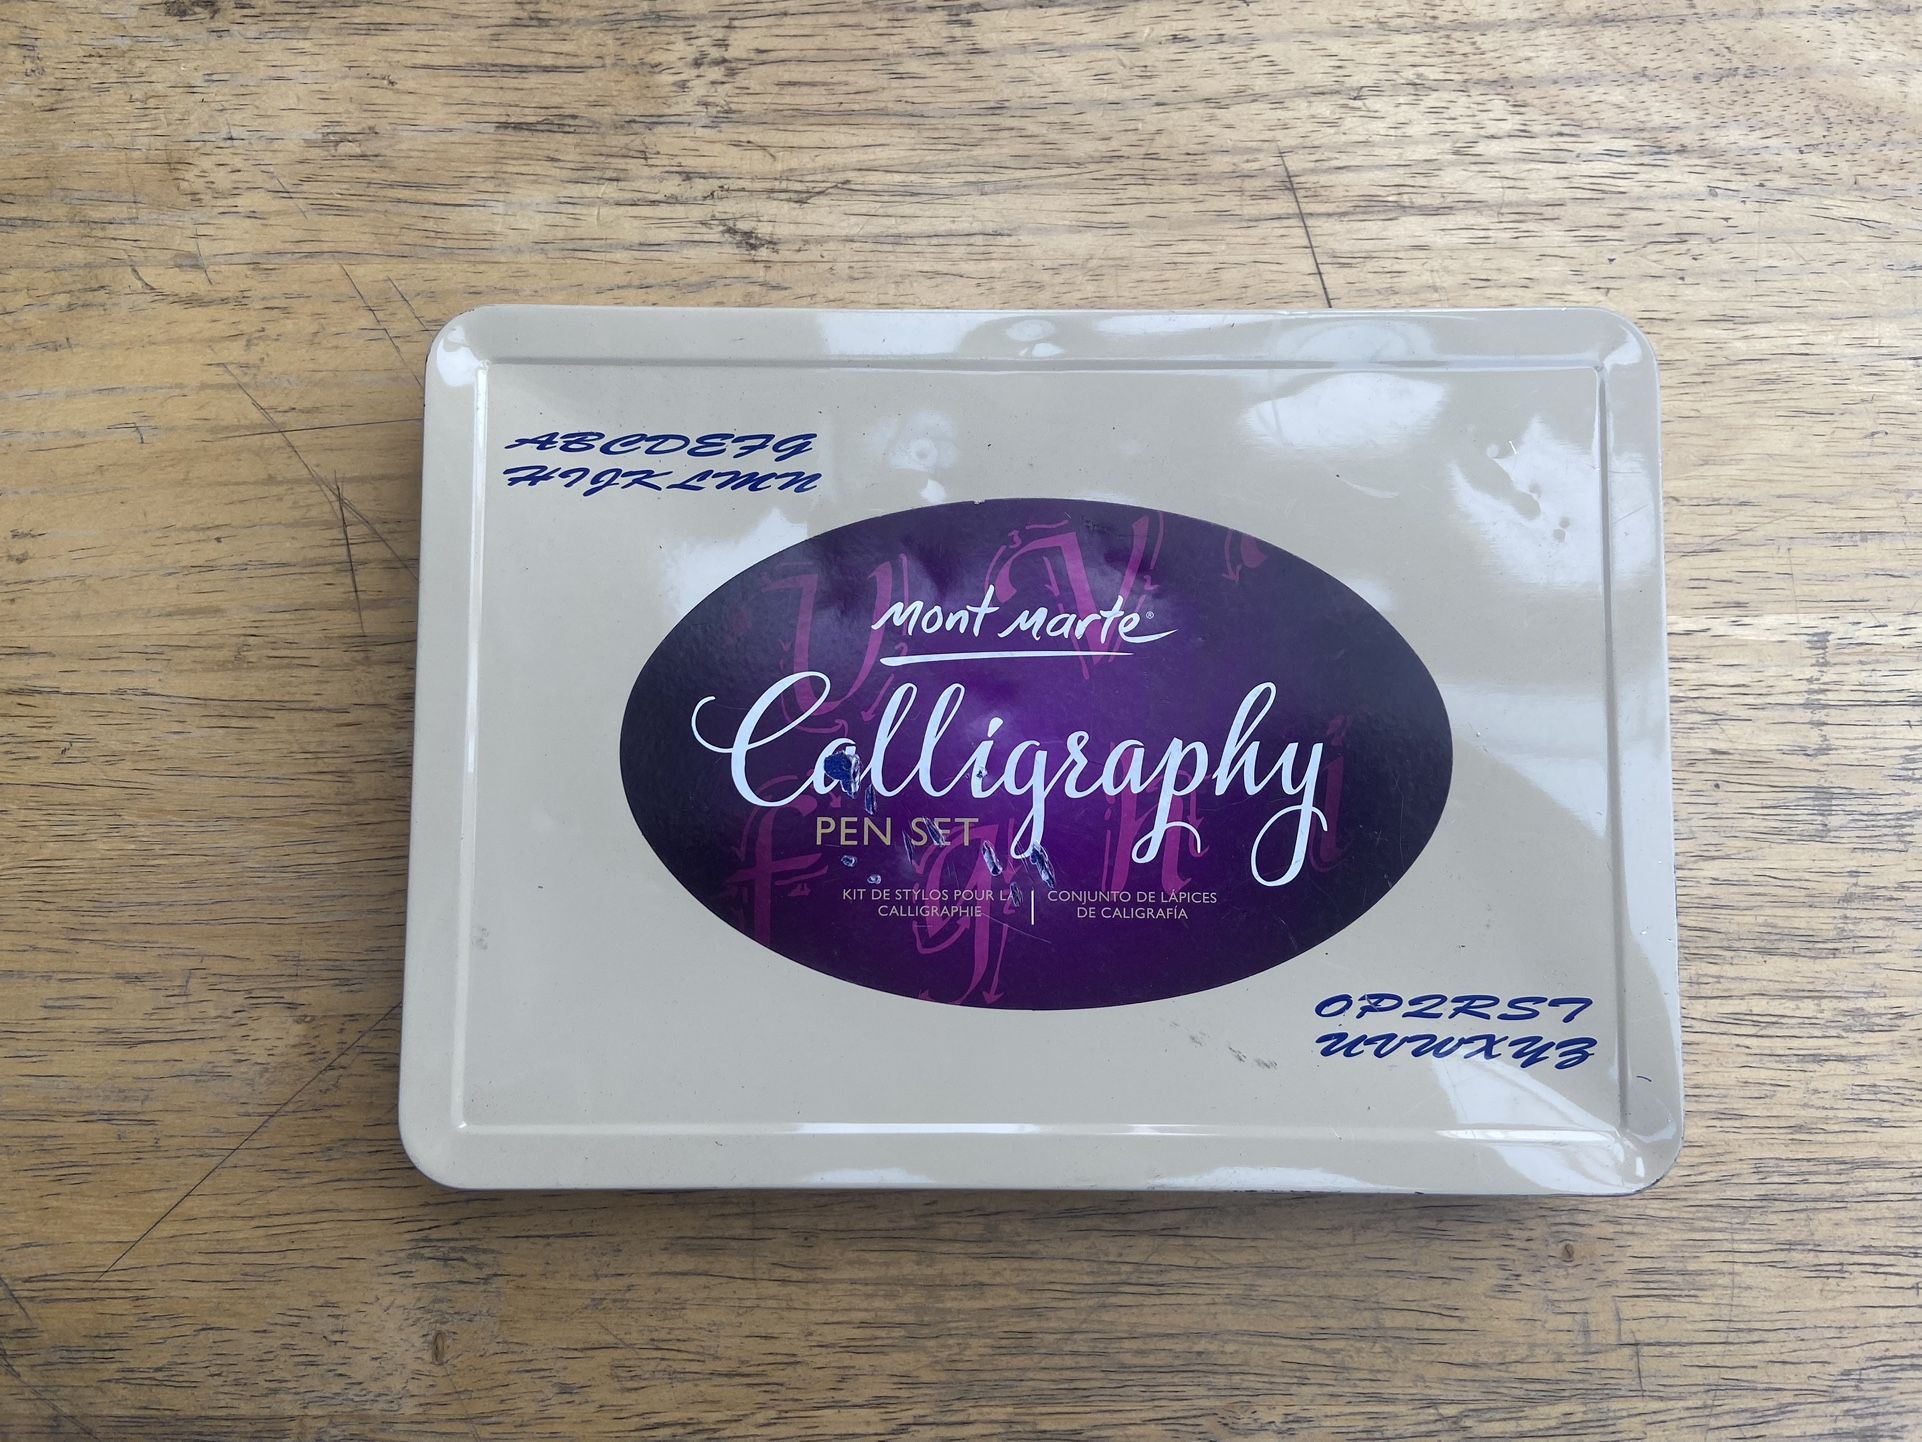 ABCDEFG
HIJKLMN
Mont Marte®
Calligraphy
PEN SET
KIT DE STYLOS POUR LA
CALLIGRAPHIE
CONJUNTO DE LÁPICES
DE CALIGRAFÍA
OPQRST
UVWXYZ